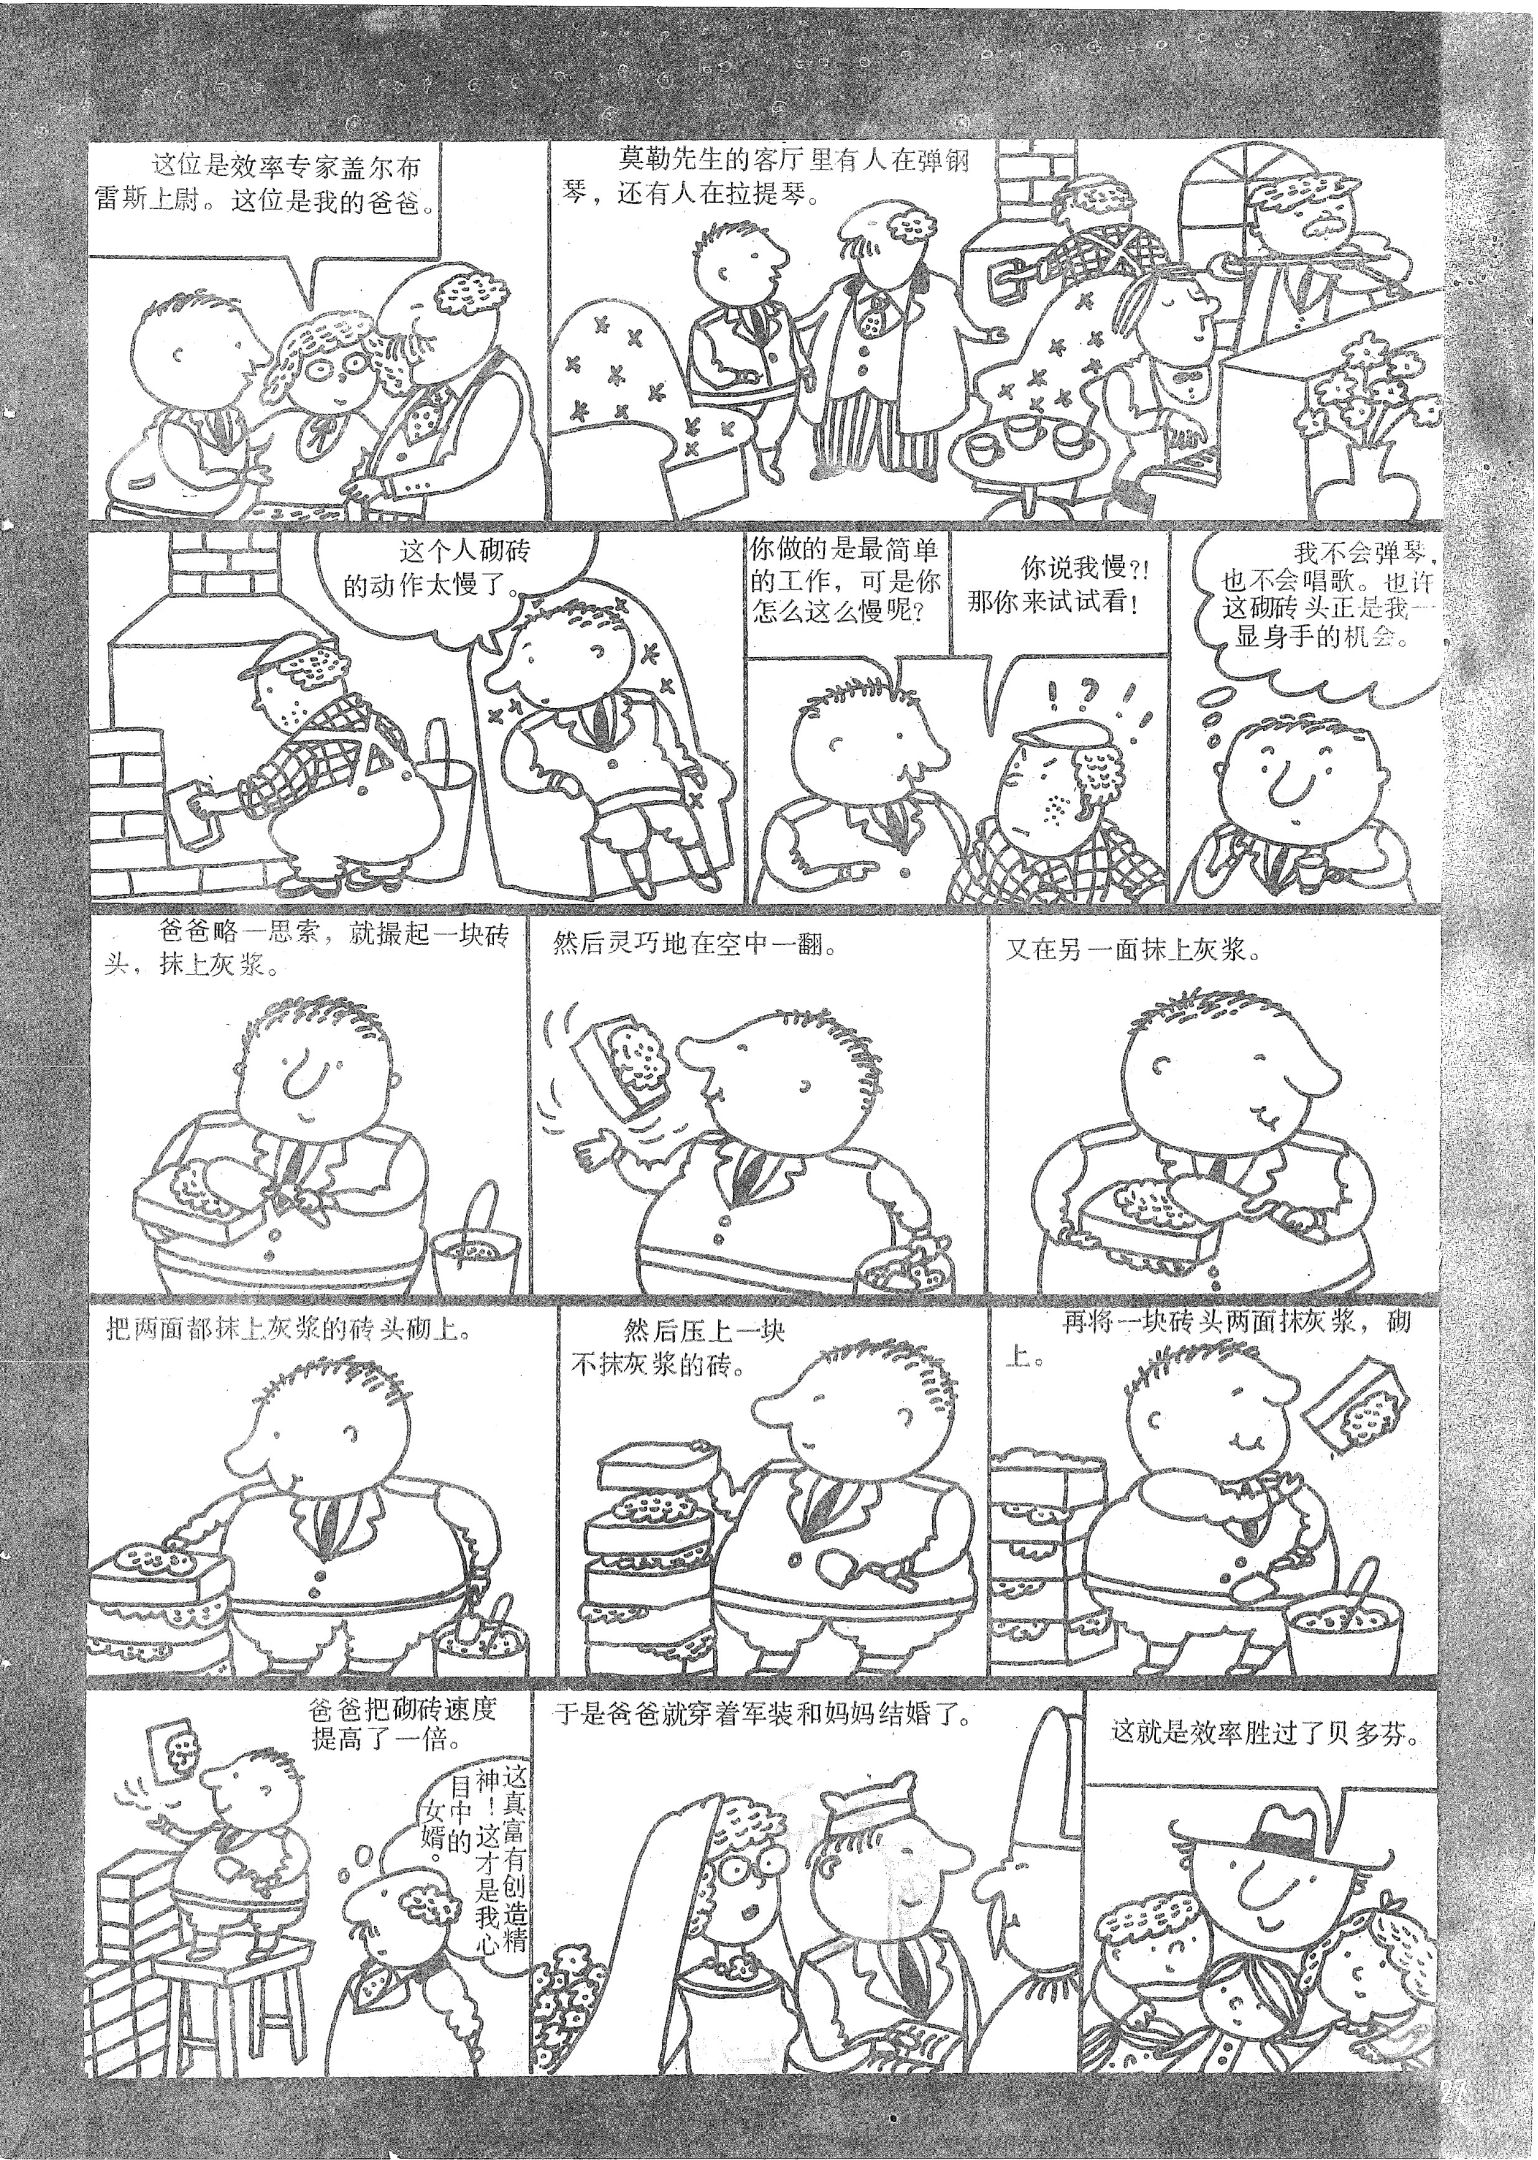 这位是效率专家盖尔布
雷斯上尉。这位是我的爸爸。
莫勒先生的客厅里有人在弹钢
琴，还有人在拉提琴。
这个人砌砖
的动作太慢了。
你做的是最简单
的工作，可是你
怎么这么慢呢？
你说我慢？！
那你来试试看！
！？！！
我不会弹琴，
也不会唱歌。也许
这砌砖头正是我一
显身手的机会。
爸爸略一思索，就撮起一块砖
头，抹上灰浆。
然后灵巧地在空中一翻。
又在另一面抹上灰浆。
把两面都抹上灰浆的砖头砌上。
然后压上一块
不抹灰浆的砖。
再将一块砖头两面抹灰浆，砌
上。
爸爸把砌砖速度
提高了一倍。
这真富有创造精
神！这才是我心
目中的
女婿。
于是爸爸就穿着军装和妈妈结婚了。
这就是效率胜过了贝多芬。
27